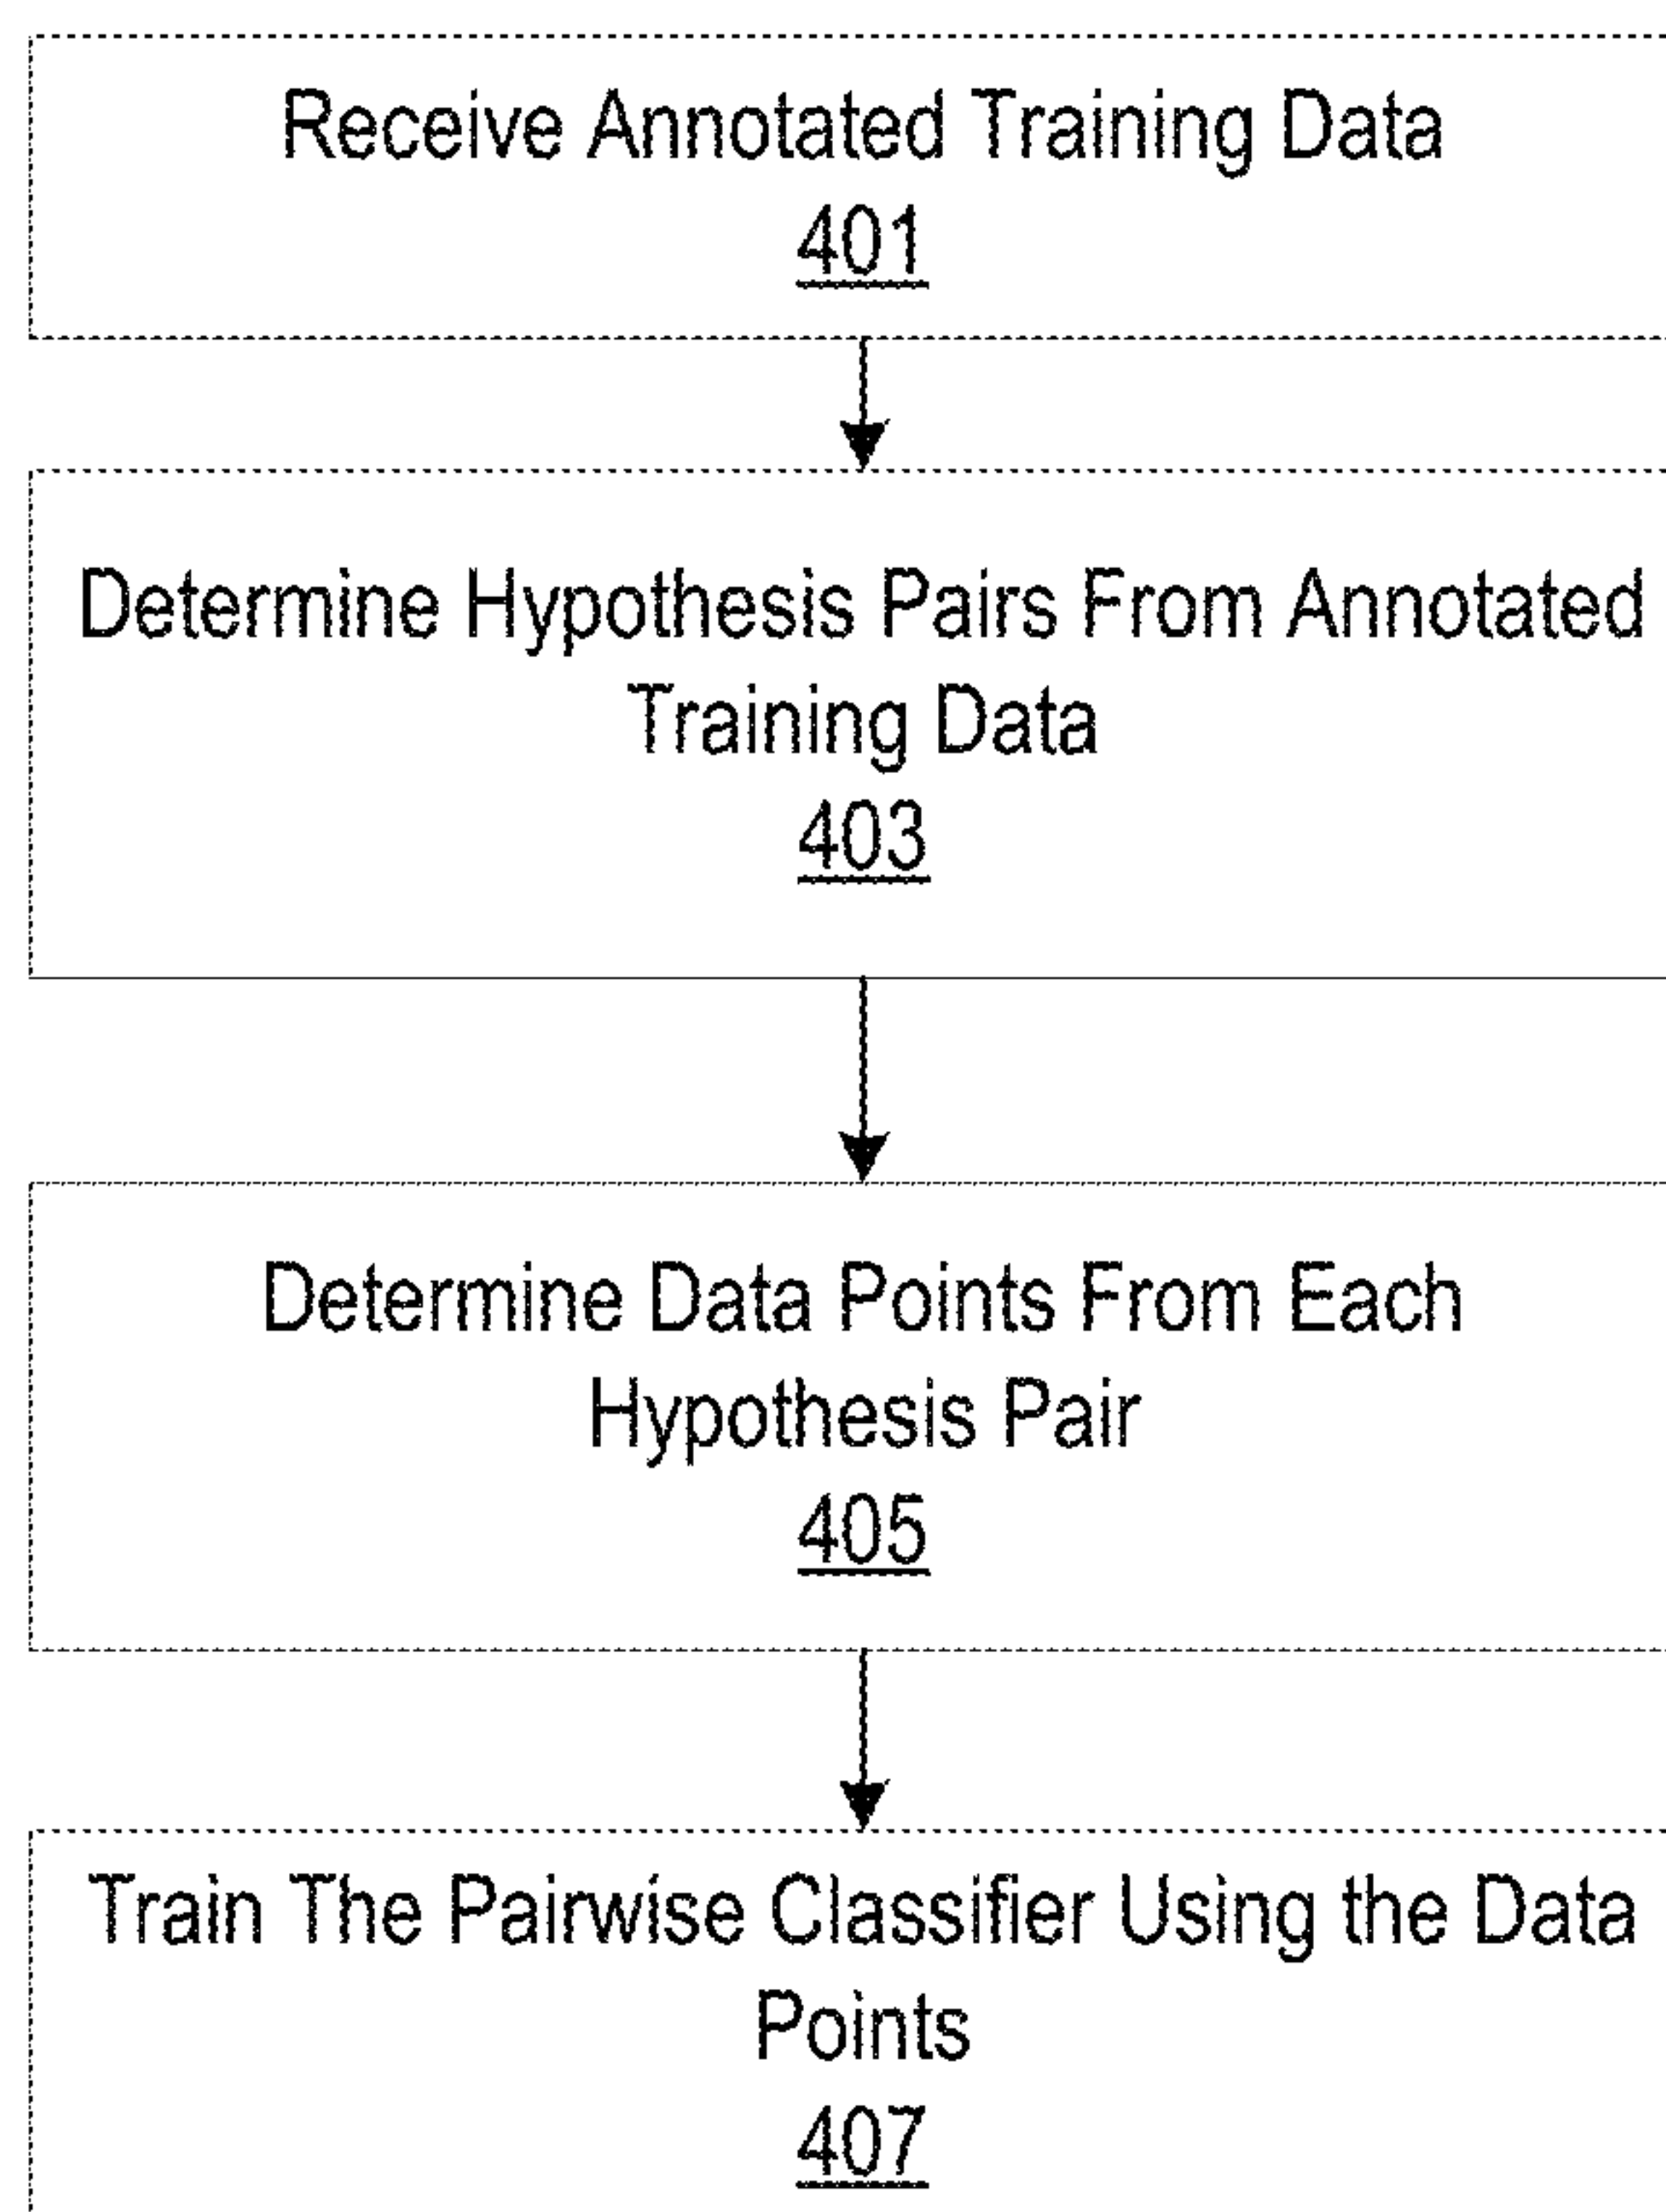 Receive Annotated Training Data
401
Determine Hypothesis Pairs From Annotated
Training Data
403
Determine Data Points From Each
Hypothesis Pair
405
Train The Pairwise Classifier Using the Data
Points
407